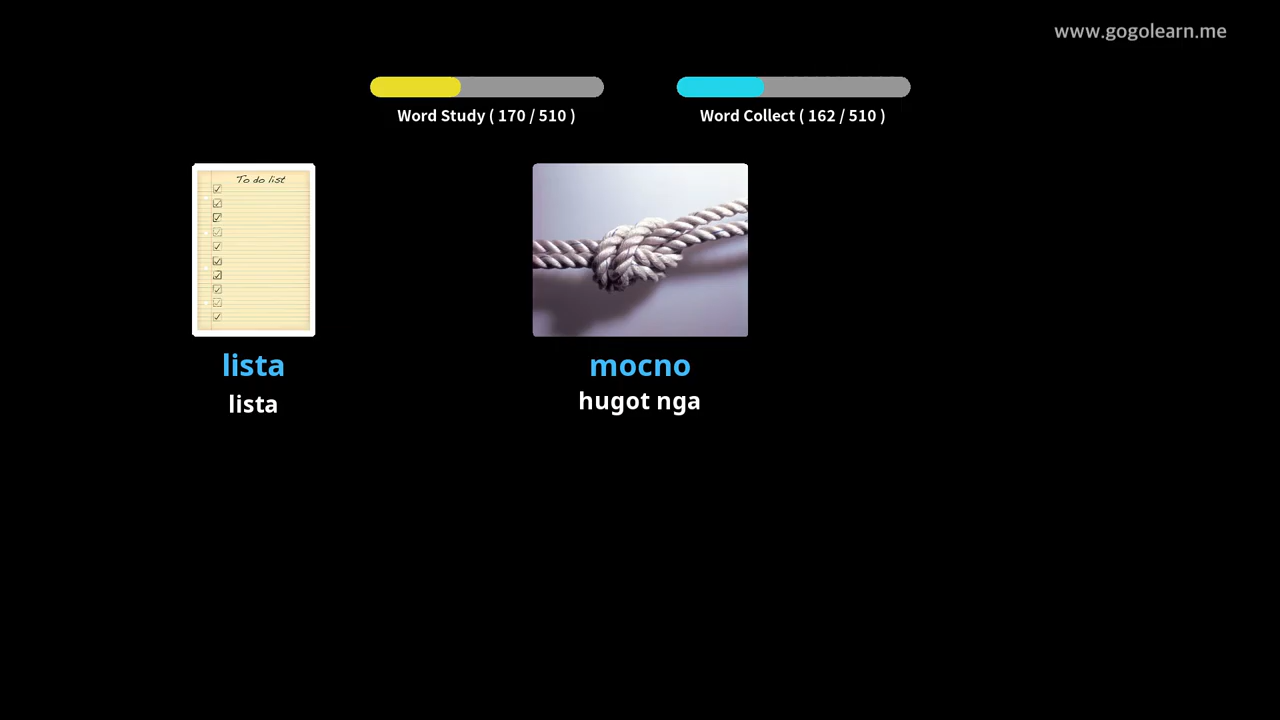 www.gogolearn.me
Word Study ( 170 / 510 )
Word Collect ( 162 / 510 )
To do list
lista
lista
mocno
hugot nga